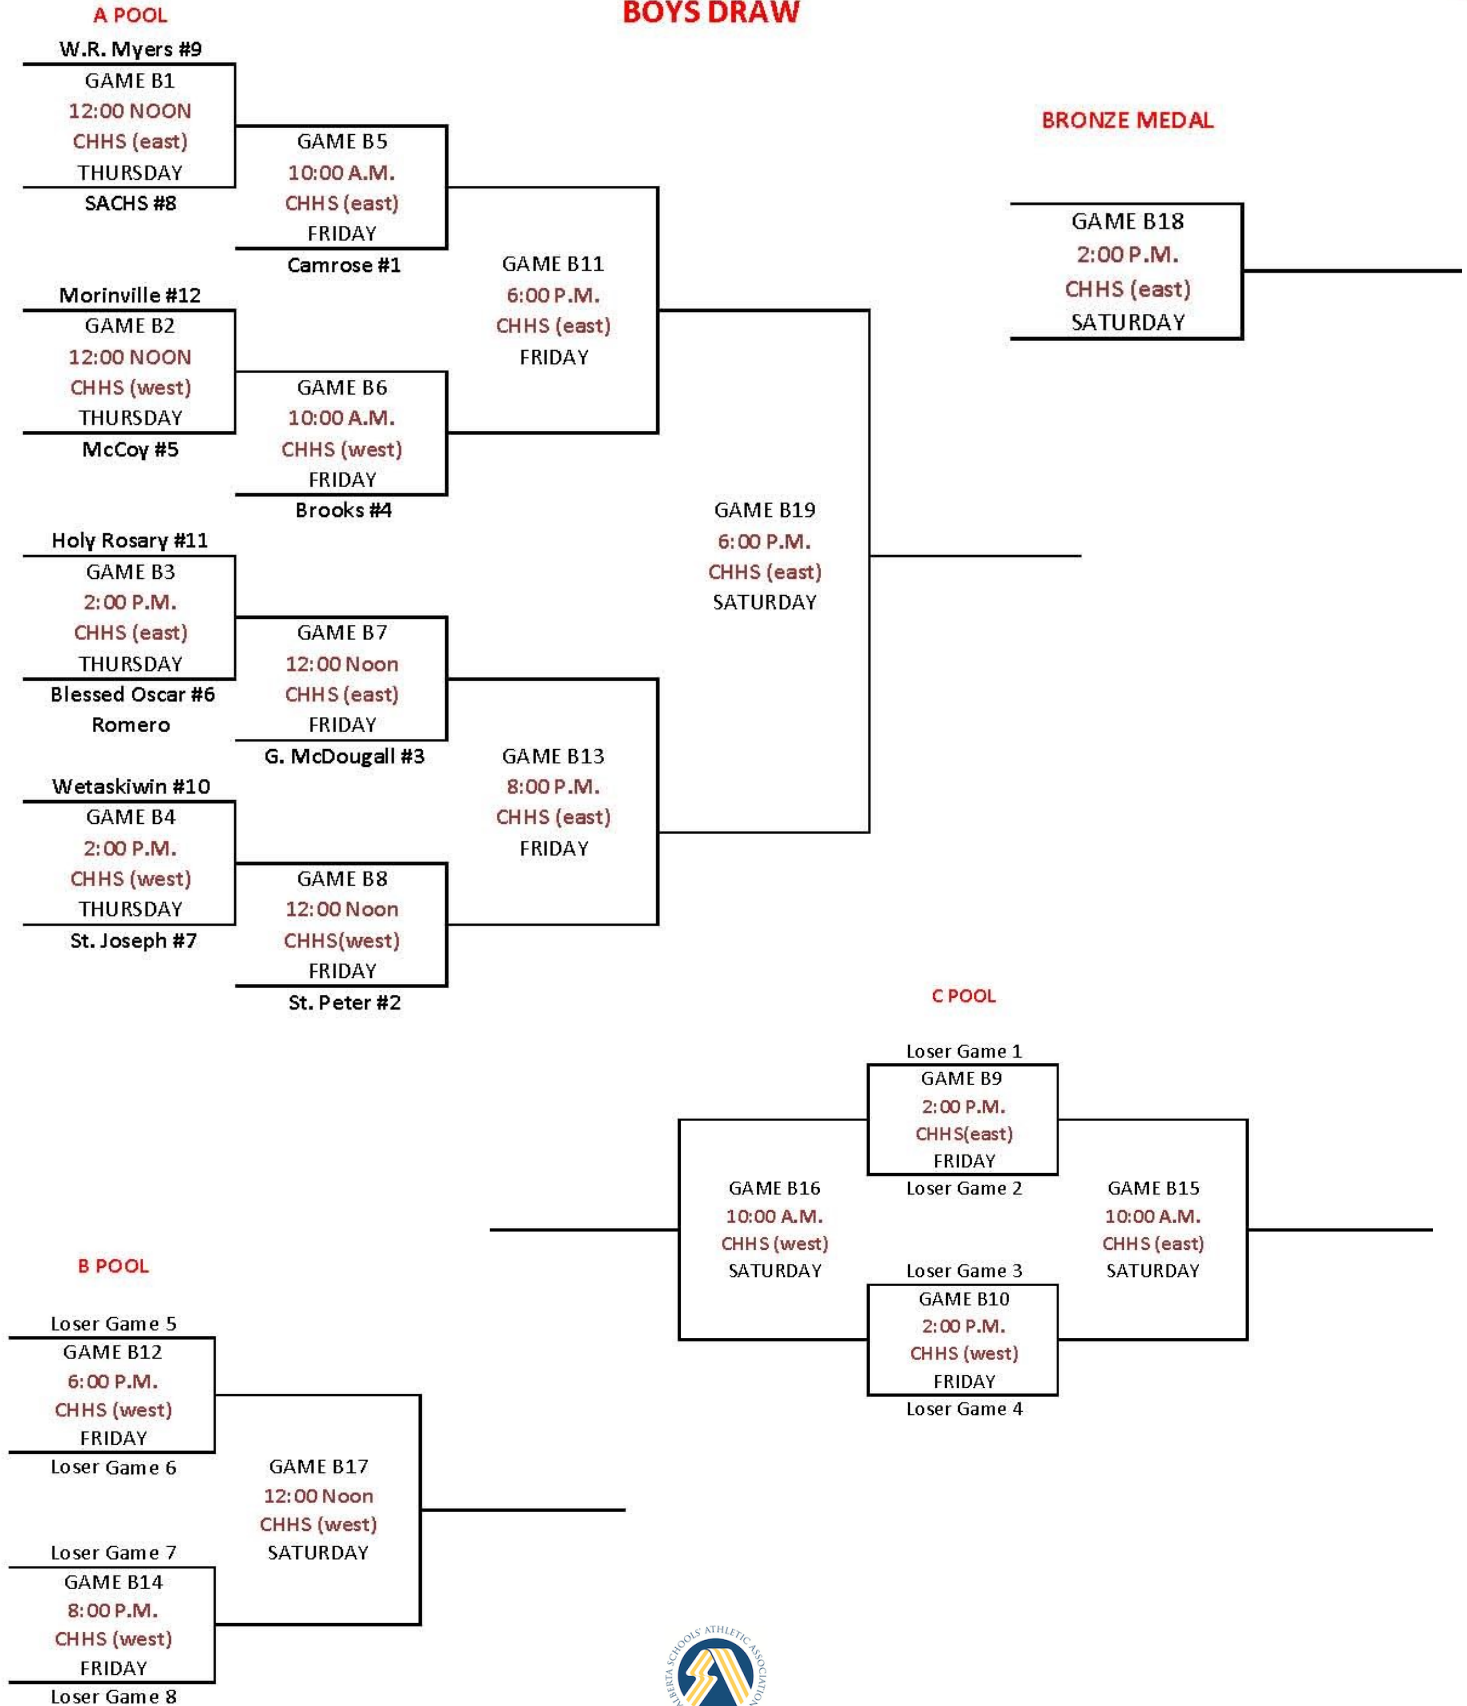 BOYS DRAW
A POOL
W.R. Myers #9
GAME B1
12:00 NOON
CHHS (east)
THURSDAY
SACHS #8
GAME B5
10:00 A.M.
CHHS (east)
FRIDAY
Camrose #1
Morinville #12
GAME B2
12:00 NOON
CHHS (west)
THURSDAY
McCoy #5
GAME B6
10:00 A.M.
CHHS (west)
FRIDAY
Brooks #4
GAME B11
6:00 P.M.
CHHS (east)
FRIDAY
Holy Rosary #11
GAME B3
2:00 P.M.
CHHS (east)
THURSDAY
Blessed Oscar #6
Romero
GAME B7
12:00 Noon
CHHS (east)
FRIDAY
G. McDougall #3
Wetaskiwin #10
GAME B4
2:00 P.M.
CHHS (west)
THURSDAY
St. Joseph #7
GAME B8
12:00 Noon
CHHS(west)
FRIDAY
St. Peter #2
GAME B13
8:00 P.M.
CHHS (east)
FRIDAY
GAME B19
6:00 P.M.
CHHS (east)
SATURDAY
BRONZE MEDAL
GAME B18
2:00 P.M.
CHHS (east)
SATURDAY
C POOL
Loser Game 1
GAME B9
2:00 P.M.
CHHS(east)
FRIDAY
Loser Game 2
GAME B16
10:00 A.M.
CHHS (west)
SATURDAY
GAME B15
10:00 A.M.
CHHS (east)
SATURDAY
Loser Game 3
GAME B10
2:00 P.M.
CHHS (west)
FRIDAY
Loser Game 4
B POOL
Loser Game 5
GAME B12
6:00 P.M.
CHHS (west)
FRIDAY
Loser Game 6
GAME B17
12:00 Noon
CHHS (west)
SATURDAY
Loser Game 7
GAME B14
8:00 P.M.
CHHS (west)
FRIDAY
Loser Game 8
ALBERTA SCHOOLS' ATHLETIC ASSOCIATION